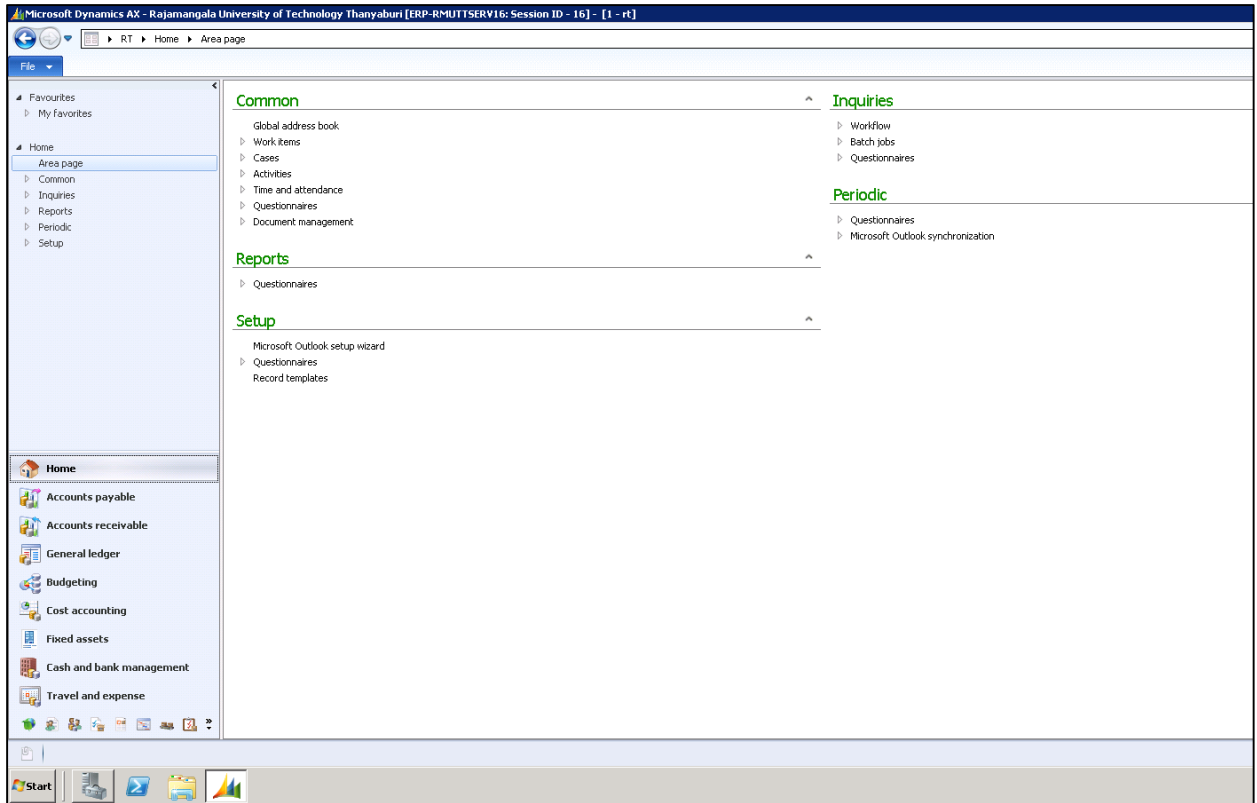 Microsoft Dynamics AX - Rajamangala University of Technology Thanyaburi [ERP-RMUTTSERV16: Session ID - 16] - [1 - rt]
RT Home Area page
File
Favourites
My favorites
Home
Area page
Common
Inquiries
Reports
Periodic
Setup
Home
Accounts payable
Accounts receivable
General ledger
Budgeting
Cost accounting
Fixed assets
Cash and bank management
Travel and expense
Common
Global address book
Work items
Cases
Activities
Time and attendance
Questionnaires
Document management
Reports
Questionnaires
Setup
Microsoft Outlook setup wizard
Questionnaires
Record templates
Inquiries
Workflow
Batch jobs
Questionnaires
Periodic
Questionnaires
Microsoft Outlook synchronization
Start